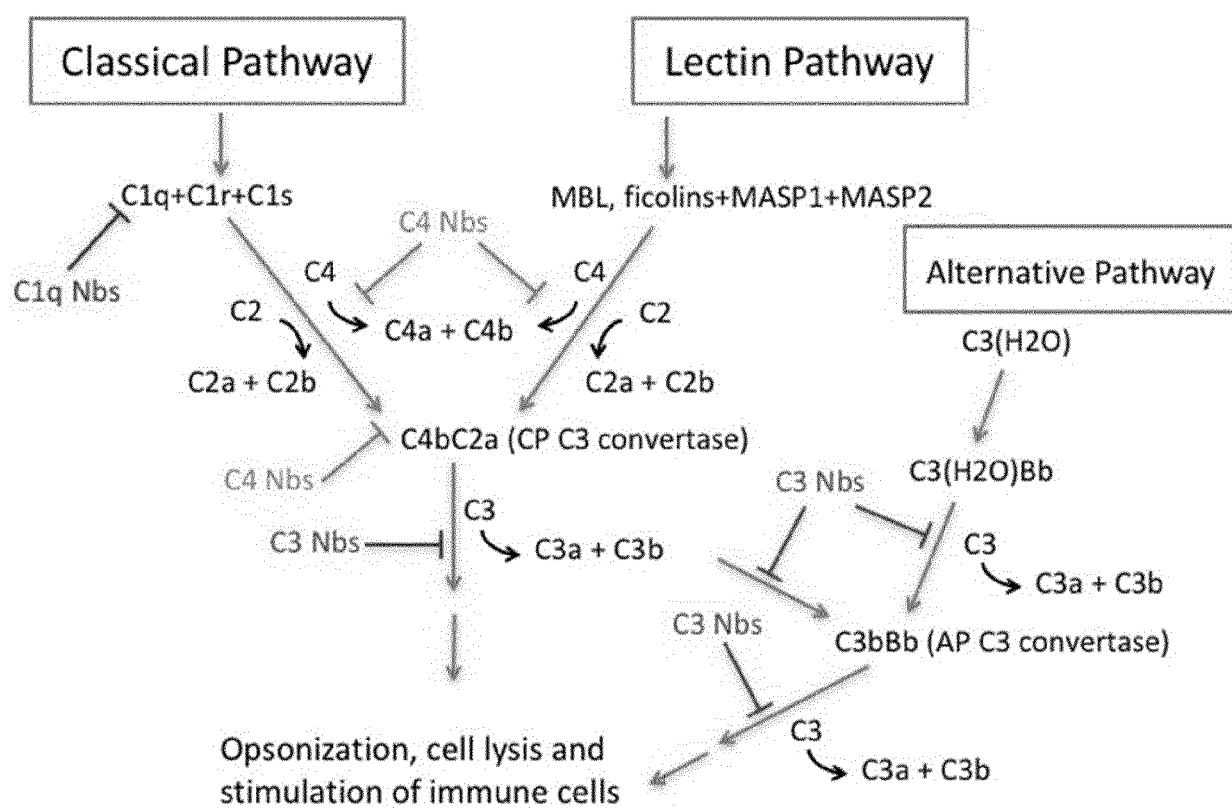 Classical Pathway
Lectin Pathway
C1q+C1r+C1s
MBL, ficolins+MASP1+MASP2
C4 Nbs
C1q Nbs
C4
C4
Alternative Pathway
C2
C4a + C4b
C2
C3(H2O)
C2a + C2b
C2a + C2b
C4bC2a (CP C3 convertase)
C4 Nbs
C3 Nbs
C3(H2O)Bb
C3
C3 Nbs
C3a + C3b
C3
C3a + C3b
C3 Nbs
C3bBb (AP C3 convertase)
C3
C3a + C3b
Opsonization, cell lysis and
stimulation of immune cells